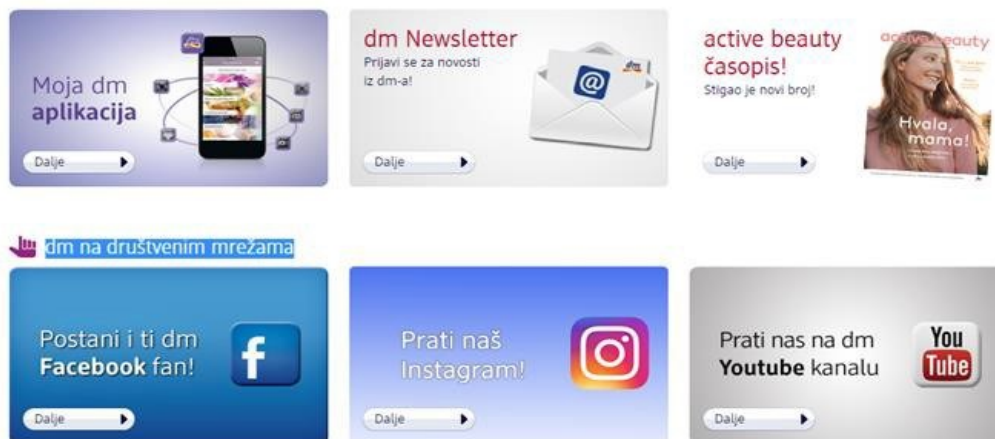 Moja dm
aplikacija
Dalje
dm Newsletter
Prijavi se za novosti
iz dm-a!
dm
Dalje
active beauty
časopis!
Stigao je novi broj!
Dalje
active beauty
Hvala,
mama!
dm na društvenim mrežama
Postani i ti dm
Facebook fan!
Dalje
Prati naš
Instagram!
Dalje
Prati nas na dm
Youtube kanalu
You
Tube
Dalje